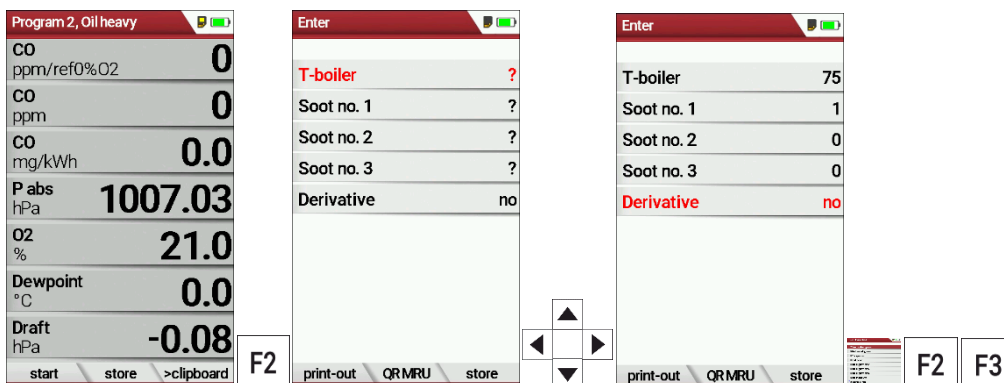 Program 2, Oil heavy
CO
ppm/ref0%O2
0
CO
ppm
0
CO
mg/kWh
0.0
P abs
hPa
1007.03
O2
%
21.0
Dewpoint
°C
0.0
Draft
hPa
-0.08
start store >clipboard
F2
Enter
T-boiler ?
Soot no. 1 ?
Soot no. 2 ?
Soot no. 3 ?
Derivative no
print-out QR MRU store
Enter
T-boiler 75
Soot no. 1 1
Soot no. 2 0
Soot no. 3 0
Derivative no
print-out QR MRU store
F2
F3